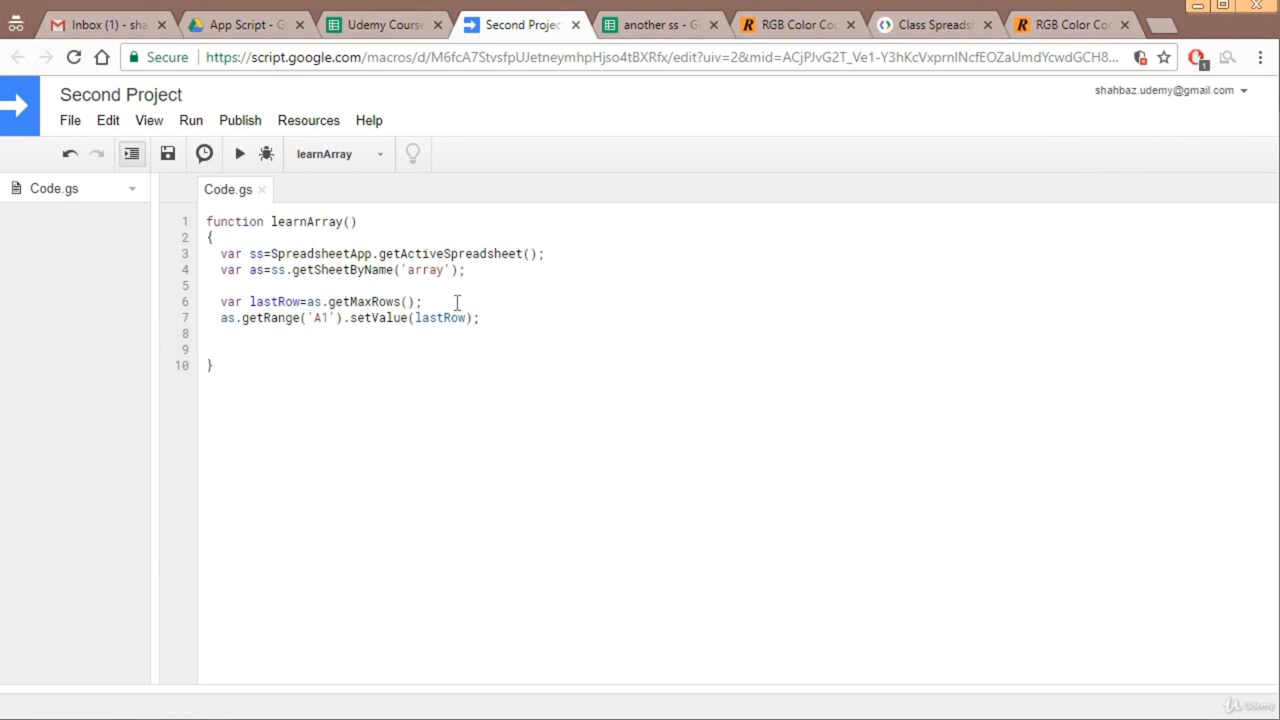 Inbox (1) - sha
App Script - G
Udemy Course
Second Project
another ss - G
RGB Color Co
Class Spreads
RGB Color Co
Secure
https://script.google.com/macros/d/M6fcA7StvsfpUJetneymhpHjso4tBXRfx/edit?uiv=2&mid=ACjPJvG2T_Ve1-Y3hKcVxprnlNcfEOZaUmdYcwdGCH8...
1
Second Project
shahbaz.udemy@gmail.com
File Edit View Run Publish Resources Help
learnArray
Code.gs
Code.gs
1 function learnArray()
2 {
3 var ss=SpreadsheetApp.getActiveSpreadsheet();
4 var as=ss.getSheetByName('array');
5
6 var lastRow=as.getMaxRows();
7 as.getRange('A1').setValue(lastRow);
8
9
10 }
Udemy